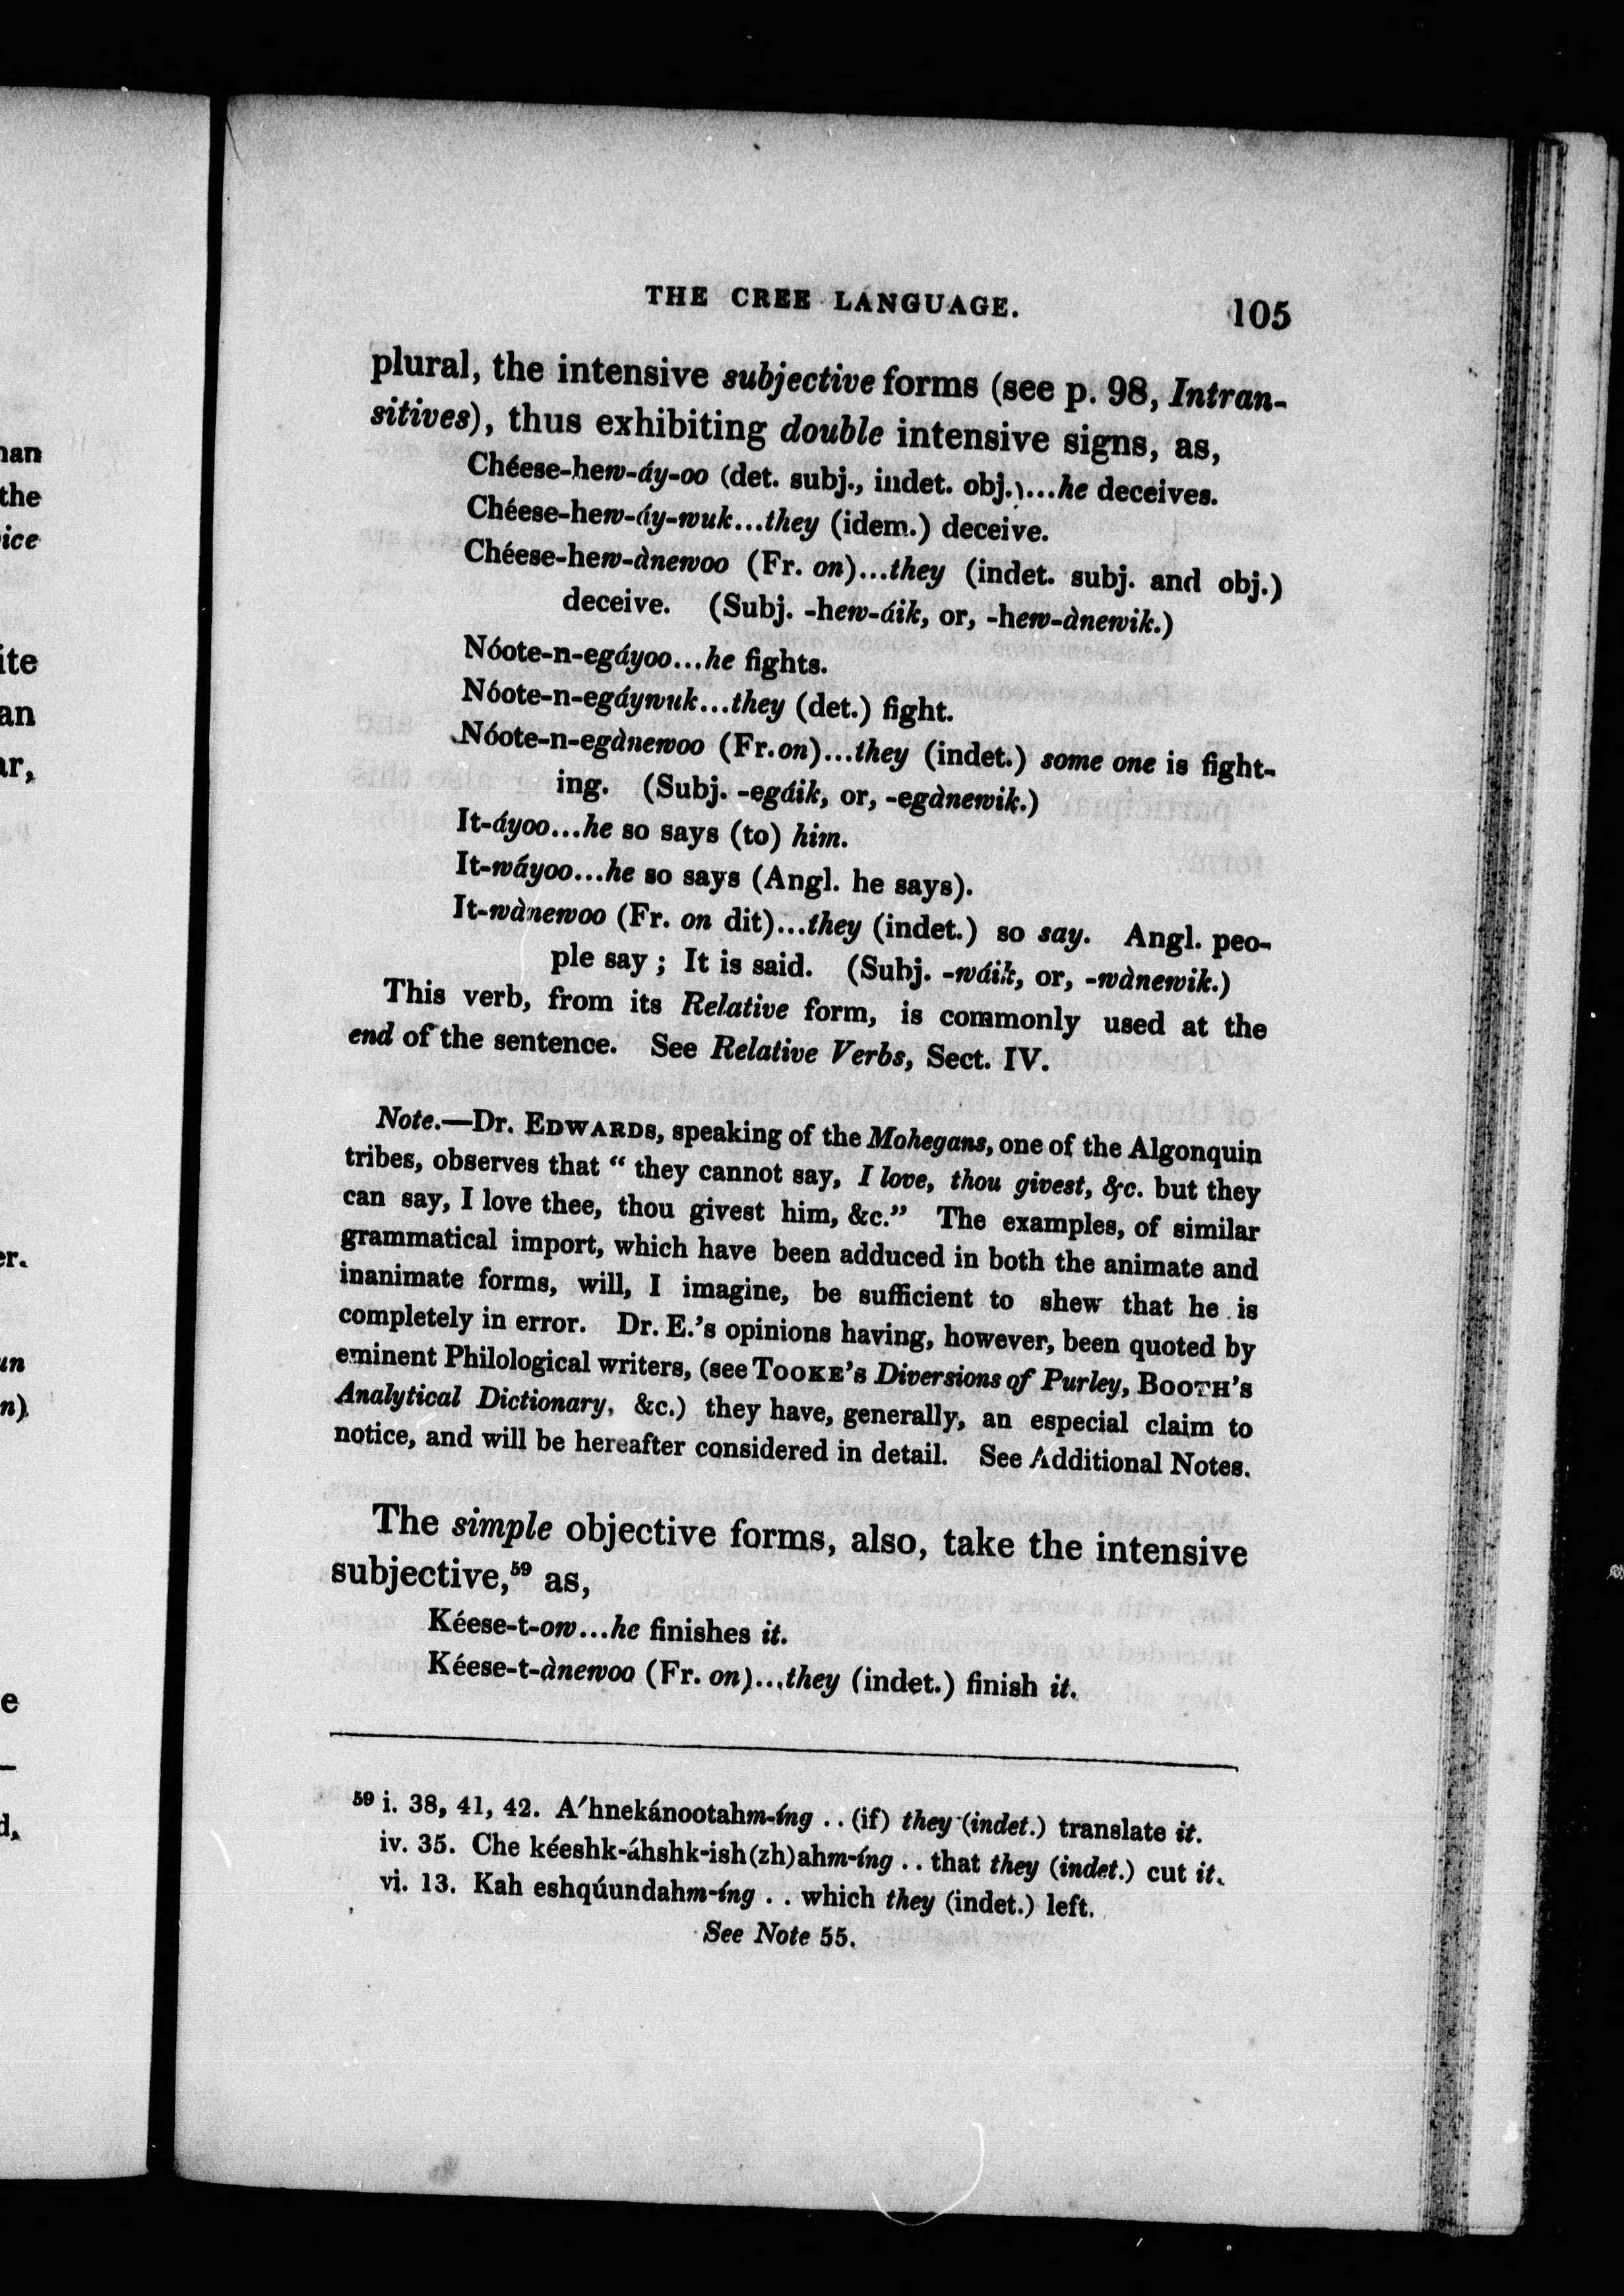 THE CREE LANGUAGE. 105
plural, the intensive subjective forms (see p. 98, Intran-
sitives), thus exhibiting double intensive signs, as,
Chéese-hew-áy-oo (det. subj., indet. obj.)...he deceives.
Chéese-hew-áy-wuk...they (idem.) deceive.
Chéese-hew-ànewoo (Fr. on)...they (indet. subj. and obj.)
deceive. (Subj. -hew-áik, or, -hew-ànewik.)
Nóote-n-egáyoo...he fights.
Nóote-n-egáywuk...they (det.) fight.
Nóote-n-egànewoo (Fr. on)...they (indet.) some one is fight-
ing. (Subj. -egáik, or, -egànewik.)
It-áyoo...he so says (to) him.
It-wáyoo...he so says (Angl. he says).
It-wànewoo (Fr. on dit)...they (indet.) so say. Angl. peo-
ple say; It is said. (Subj. -wáik, or, -wànewik.)
This verb, from its Relative form, is commonly used at the
end of the sentence. See Relative Verbs, Sect. IV.
Note.—Dr. EDWARDS, speaking of the Mohegans, one of the Algonquin
tribes, observes that “ they cannot say, I love, thou givest, &c. but they
can say, I love thee, thou givest him, &c.” The examples, of similar
grammatical import, which have been adduced in both the animate and
inanimate forms, will, I imagine, be sufficient to shew that he is
completely in error. Dr. E.'s opinions having, however, been quoted by
eminent Philological writers, (see TOOKE'S Diversions of Purley, BOOTH'S
Analytical Dictionary, &c.) they have, generally, an especial claim to
notice, and will be hereafter considered in detail. See Additional Notes.
The simple objective forms, also, take the intensive
subjective,⁵⁹ as,
Kéese-t-ow...he finishes it.
Kéese-t-ànewoo (Fr. on)...they (indet.) finish it.
⁵⁹ i. 38, 41, 42. A'hnekánootahm-íng .. (if) they (indet.) translate it.
iv. 35. Che kéeshk-áhshk-ish(zh)ahm-íng .. that they (indet.) cut it.
vi. 13. Kah eshqúundahm-íng .. which they (indet.) left.
See Note 55.